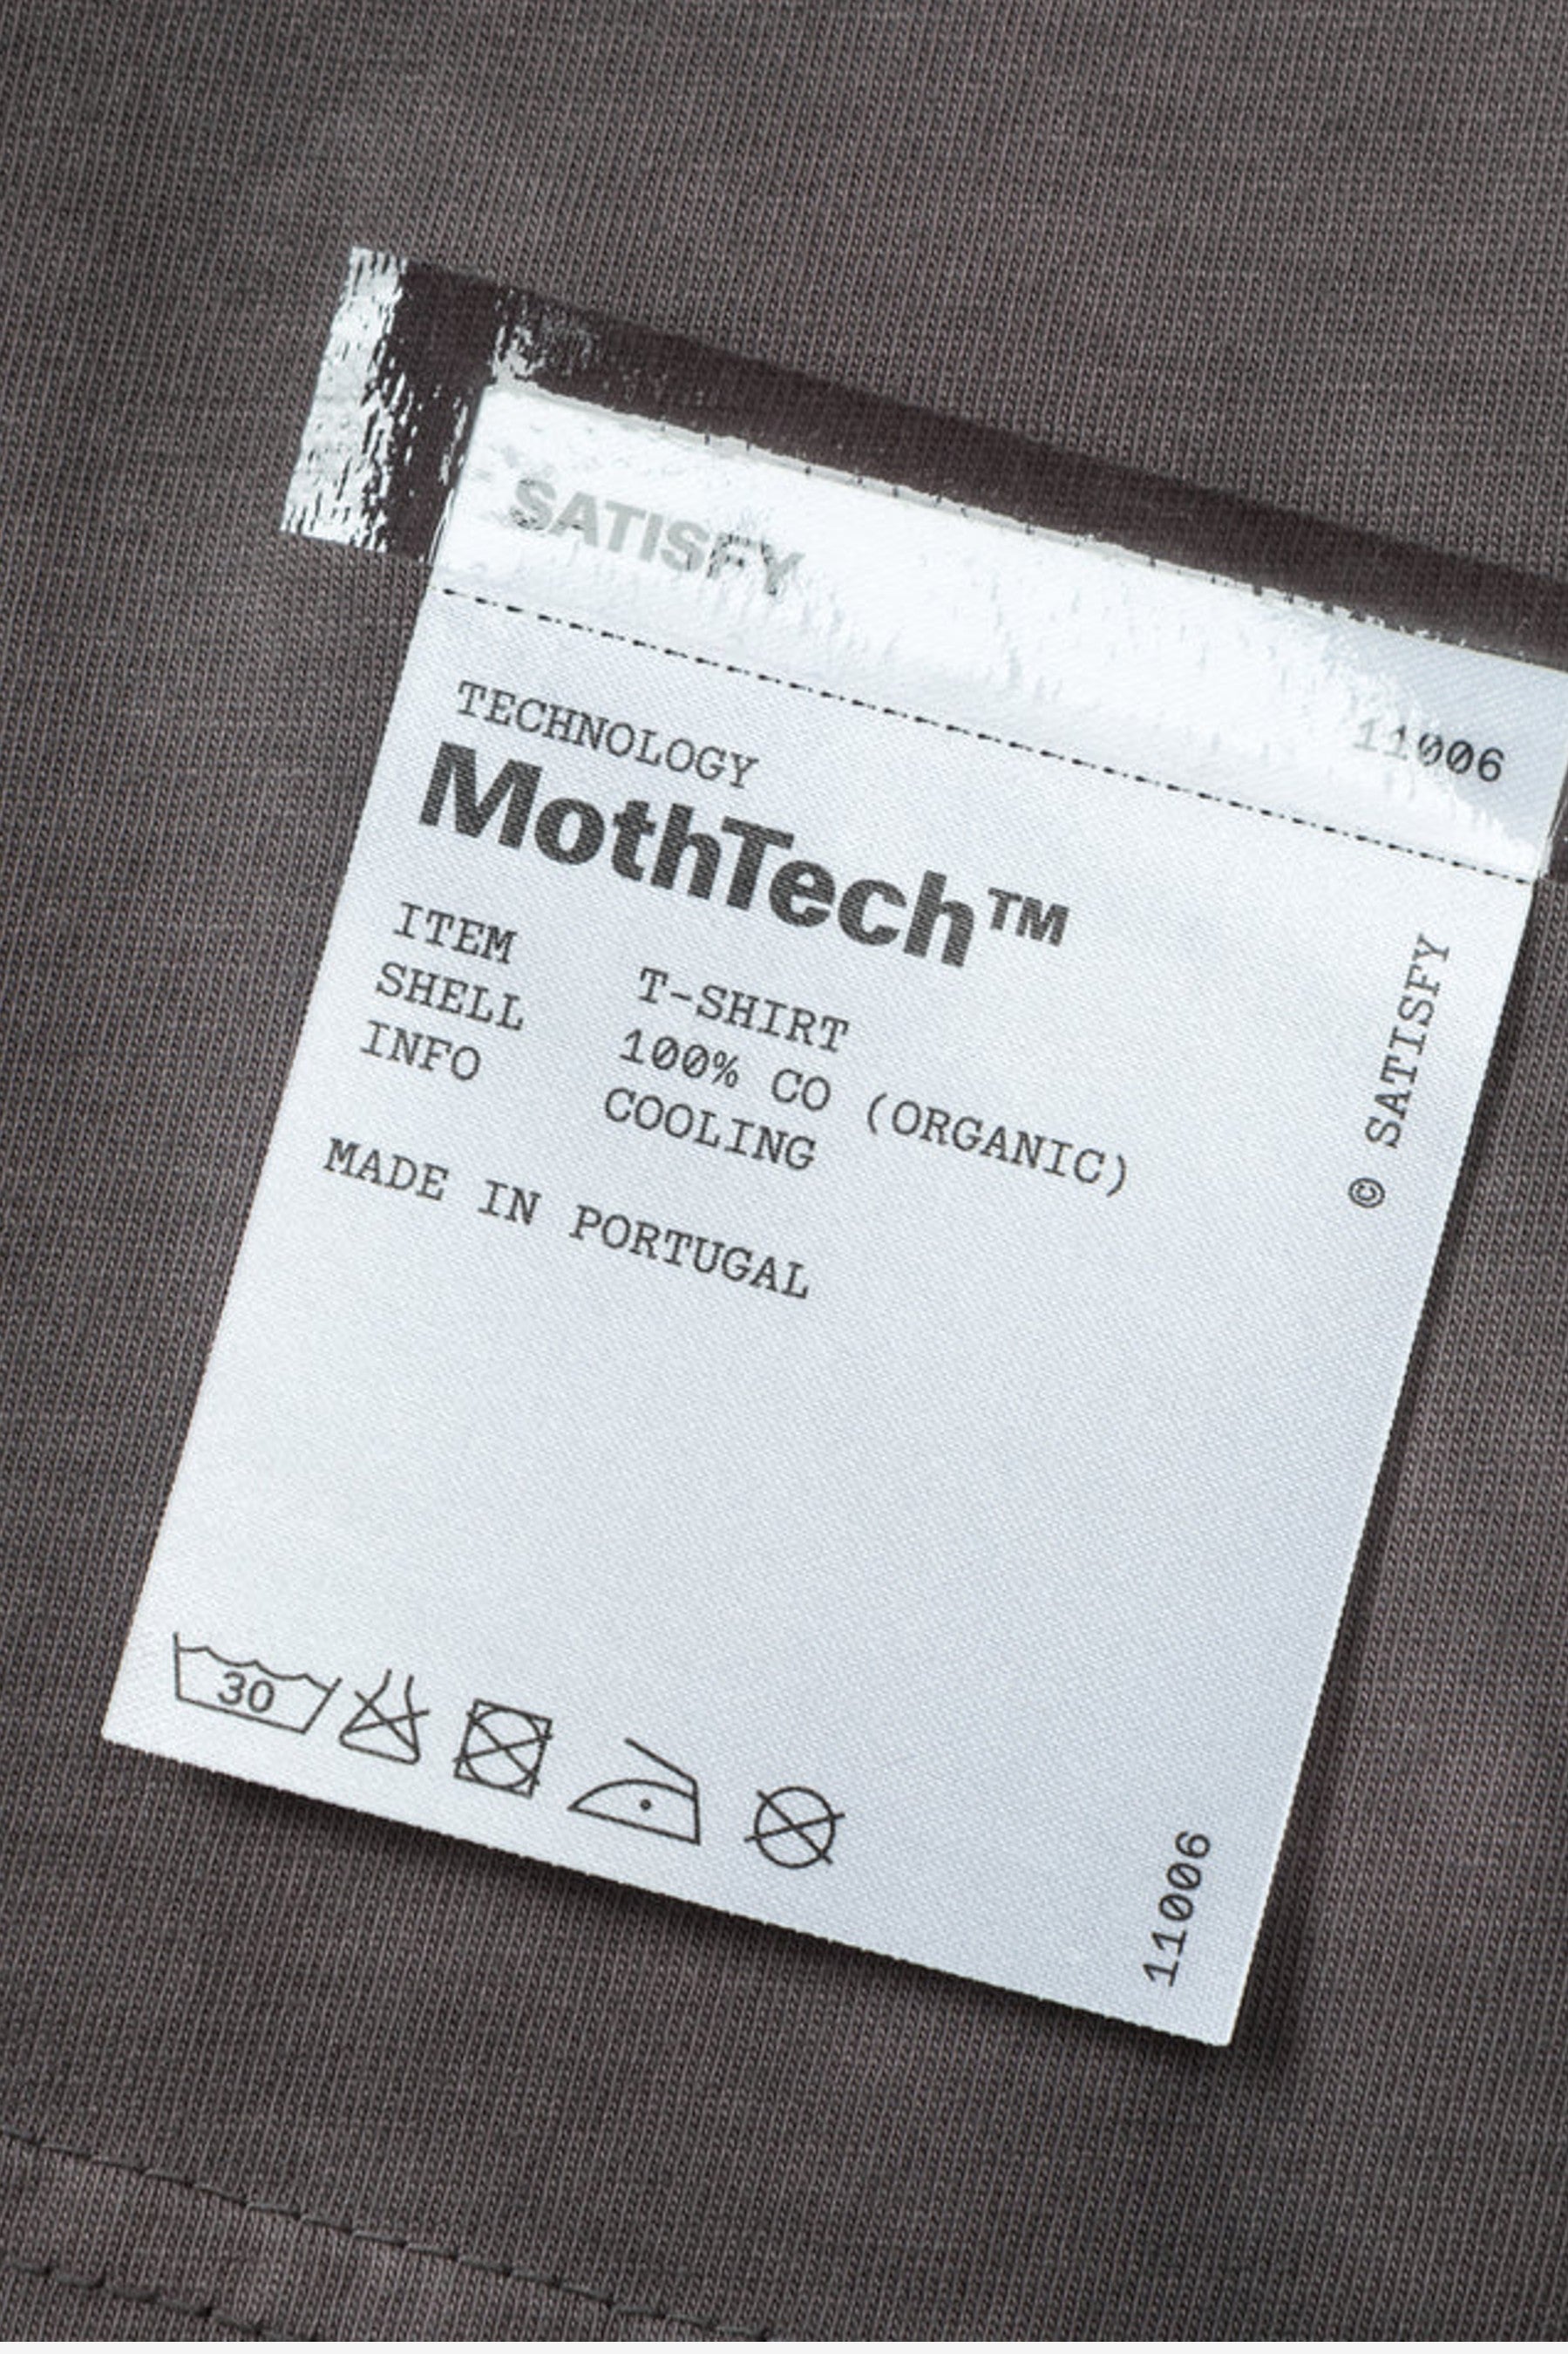 SATISFY
11006
TECHNOLOGY
MothTech™
ITEM T-SHIRT
SHELL 100% CO (ORGANIC)
INFO COOLING
MADE IN PORTUGAL
© SATISFY
30
11006